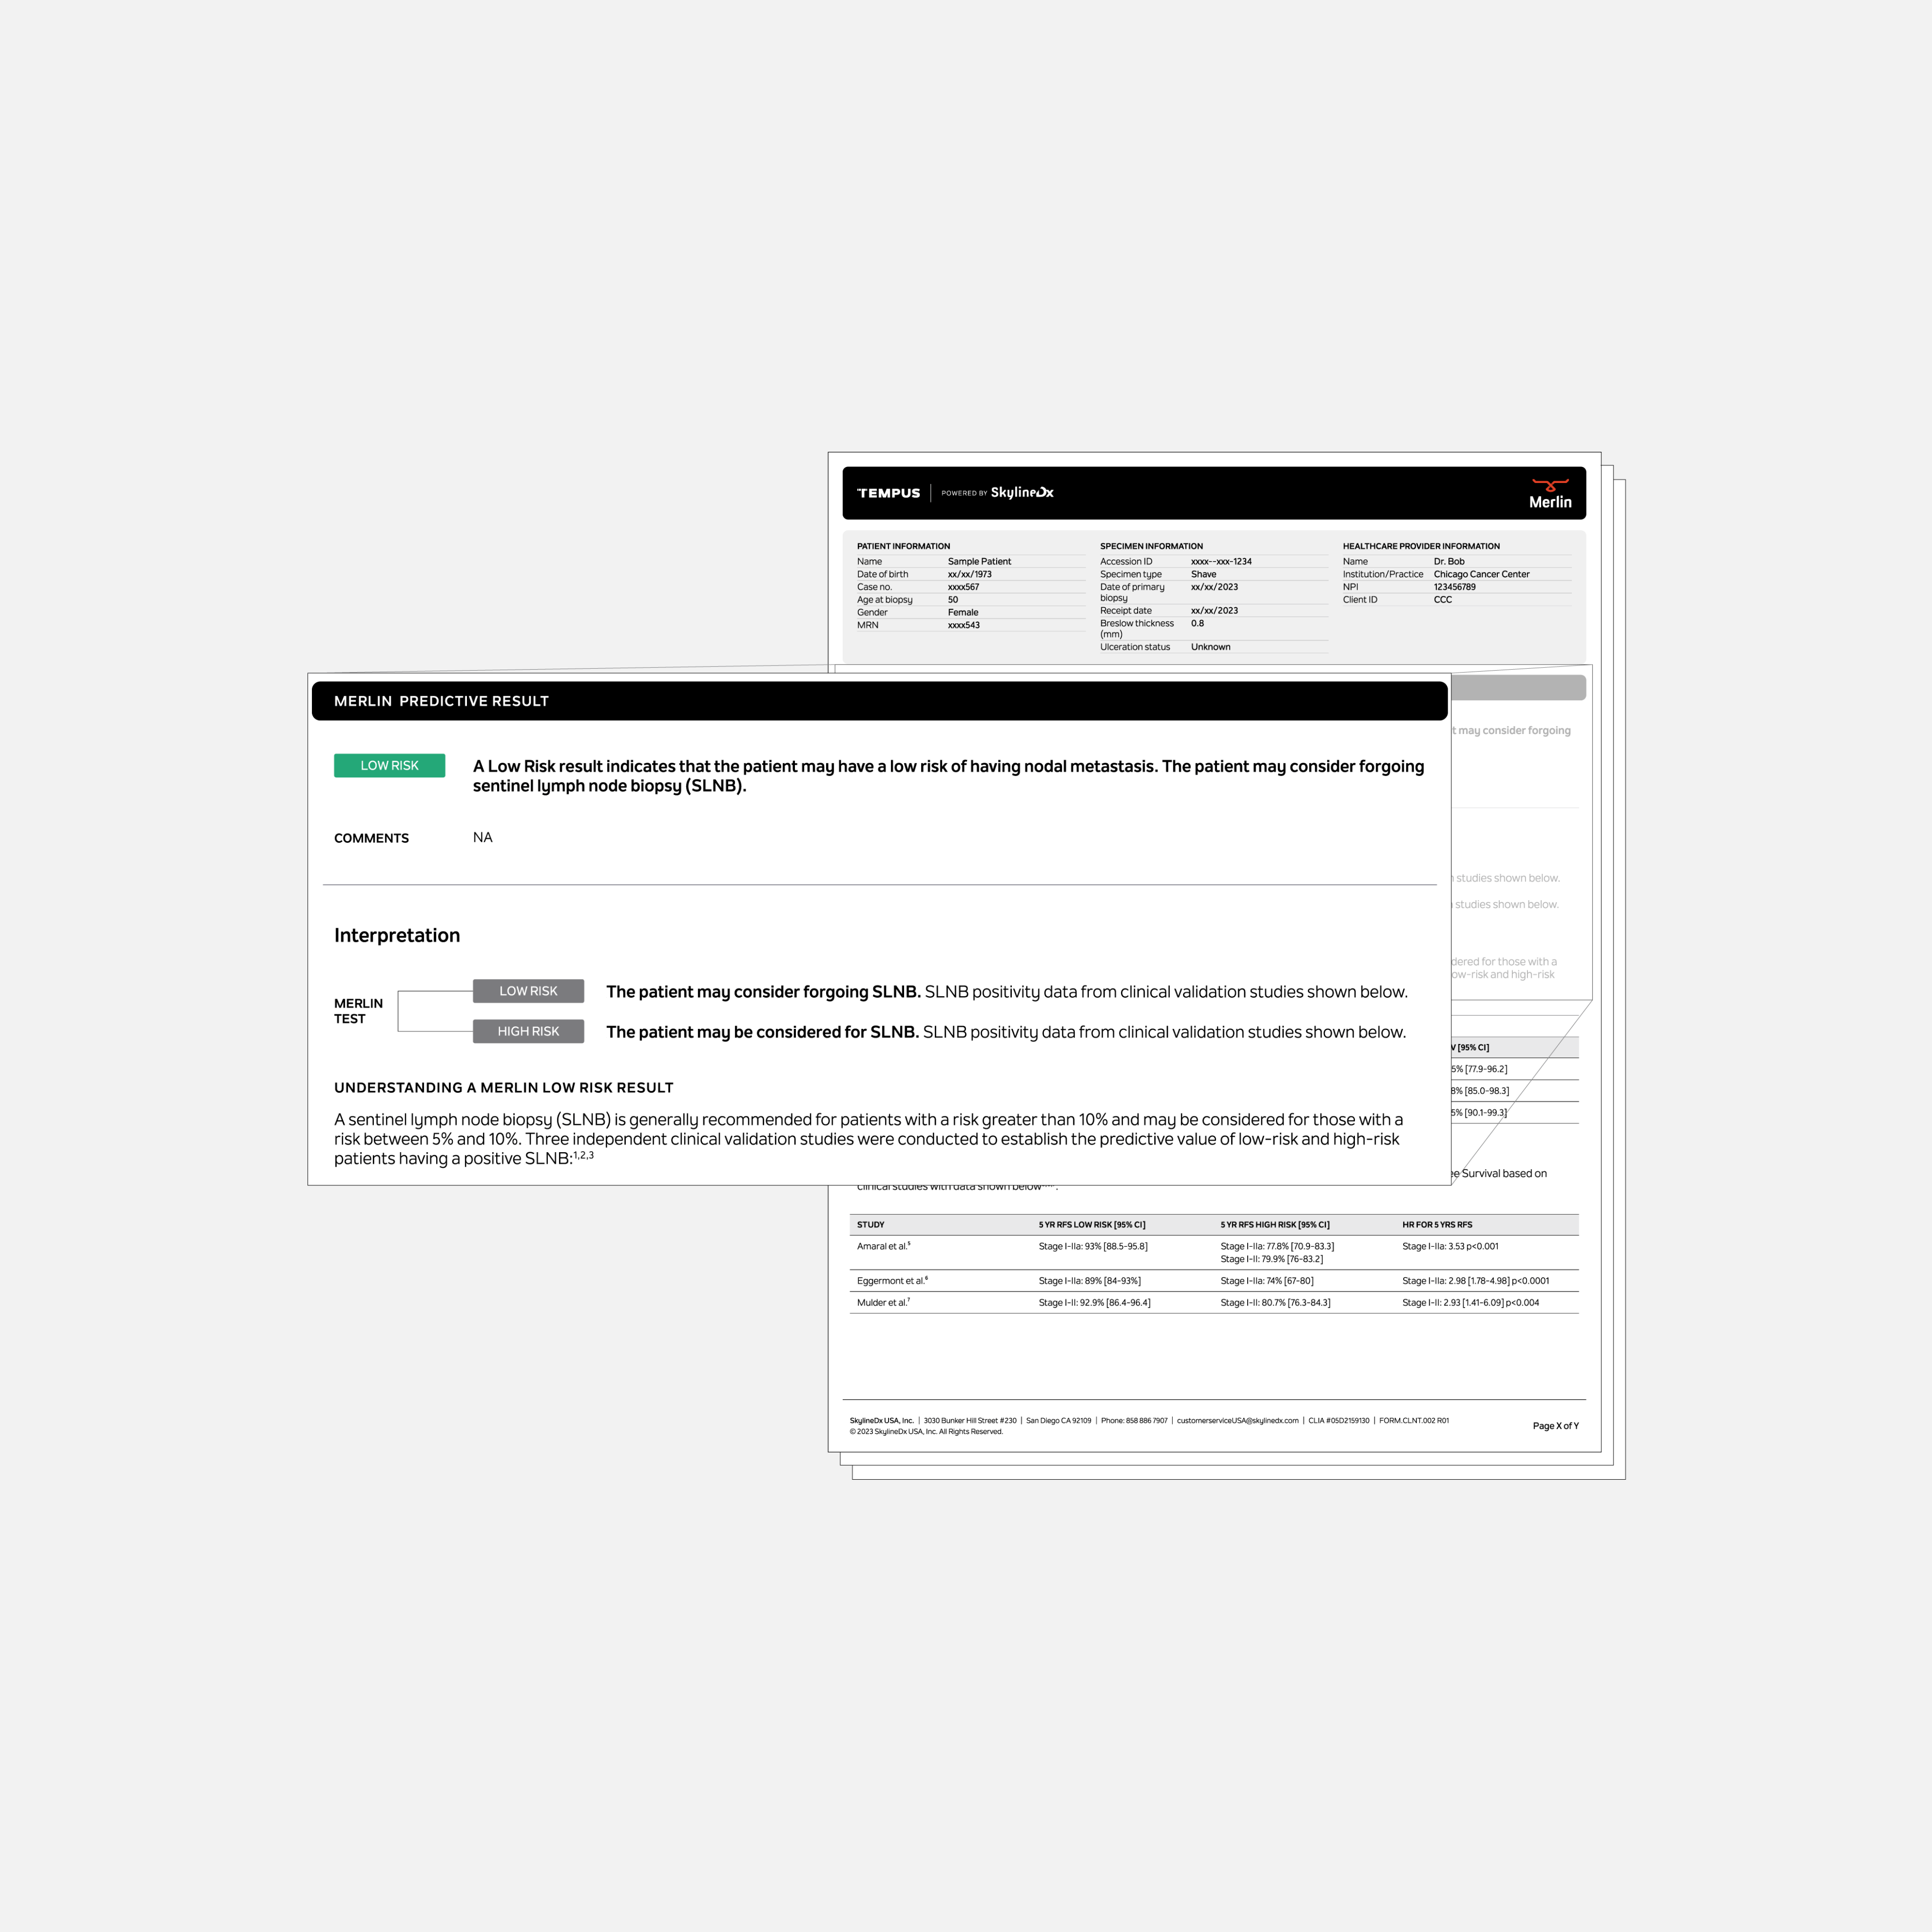 TEMPUS | POWERED BY SkylineDx
Merlin
PATIENT INFORMATION
Name Sample Patient
Date of birth xx/xx/1973
Case no. xxxx567
Age at biopsy 50
Gender Female
MRN xxxx543
SPECIMEN INFORMATION
Accession ID xxxx--xxx-1234
Specimen type Shave
Date of primary xx/xx/2023
biopsy
Receipt date xx/xx/2023
Breslow thickness 0.8
(mm)
Ulceration status Unknown
HEALTHCARE PROVIDER INFORMATION
Name Dr. Bob
Institution/Practice Chicago Cancer Center
NPI 123456789
Client ID CCC
MERLIN PREDICTIVE RESULT
LOW RISK
A Low Risk result indicates that the patient may have a low risk of having nodal metastasis. The patient may consider forgoing
sentinel lymph node biopsy (SLNB).
COMMENTS NA
Interpretation
MERLIN
TEST
LOW RISK The patient may consider forgoing SLNB. SLNB positivity data from clinical validation studies shown below.
HIGH RISK The patient may be considered for SLNB. SLNB positivity data from clinical validation studies shown below.
UNDERSTANDING A MERLIN LOW RISK RESULT
A sentinel lymph node biopsy (SLNB) is generally recommended for patients with a risk greater than 10% and may be considered for those with a
risk between 5% and 10%. Three independent clinical validation studies were conducted to establish the predictive value of low-risk and high-risk
patients having a positive SLNB:1,2,3
t may consider forgoing
studies shown below.
studies shown below.
dered for those with a
ow-risk and high-risk
V [95% CI]
5% [77.9-96.2]
8% [85.0-98.3]
5% [90.1-99.3]
ee Survival based on
clinical studies with data shown below
STUDY 5 YR RFS LOW RISK [95% CI] 5 YR RFS HIGH RISK [95% CI] HR FOR 5 YRS RFS
Amaral et al.5 Stage I-IIa: 93% [88.5-95.8] Stage I-IIa: 77.8% [70.9-83.3] Stage I-IIa: 3.53 p<0.001
Stage I-II: 79.9% [76-83.2]
Eggermont et al.6 Stage I-IIa: 89% [84-93%] Stage I-IIa: 74% [67-80] Stage I-IIa: 2.98 [1.78-4.98] p<0.0001
Mulder et al.7 Stage I-II: 92.9% [86.4-96.4] Stage I-II: 80.7% [76.3-84.3] Stage I-II: 2.93 [1.41-6.09] p<0.004
SkylineDx USA, Inc. | 3030 Bunker Hill Street #230 | San Diego CA 92109 | Phone: 858 886 7907 | customerserviceUSA@skylinedx.com | CLIA #05D2159130 | FORM.CLNT.002 R01
© 2023 SkylineDx USA, Inc. All Rights Reserved.
Page X of Y